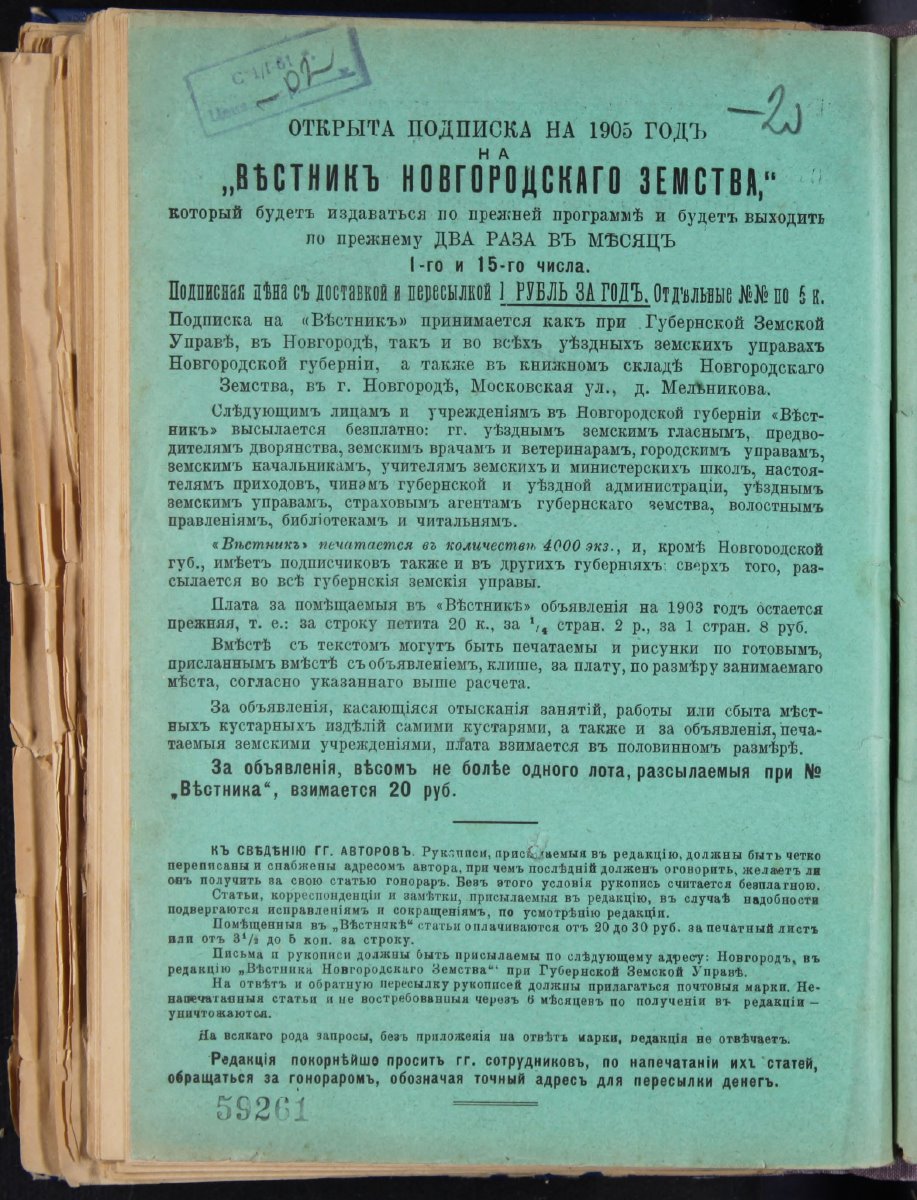 ОТКРЫТА ПОДПИСКА НА 1905 ГОДЪ
НА
„ВѢСТНИКЪ НОВГОРОДСКАГО ЗЕМСТВА,“
который будетъ издаваться по прежней программѣ и будетъ выходить
по прежнему ДВА РАЗА ВЪ МѢСЯЦЪ
1-го и 15-го числа.
Подписная цѣна съ доставкой и пересылкой 1 РУБЛЬ ЗА ГОДЪ. Отдѣльные №№ по 5 к.
Подписка на «Вѣстникъ» принимается какъ при Губернской Земской
Управѣ, въ Новгородѣ, такъ и во всѣхъ уѣздныхъ земскихъ управахъ
Новгородской губерніи, а также въ книжномъ складѣ Новгородскаго
Земства, въ г. Новгородѣ, Московская ул., д. Мельникова.
Слѣдующимъ лицамъ и учрежденіямъ въ Новгородской губерніи «Вѣст-
никъ» высылается безплатно: гг. уѣзднымъ земскимъ гласнымъ, предво-
дителямъ дворянства, земскимъ врачамъ и ветеринарамъ, городскимъ управамъ,
земскимъ начальникамъ, учителямъ земскихъ и министерскихъ школъ, настоя-
телямъ приходовъ, чинамъ губернской и уѣздной администраціи, уѣзднымъ
земскимъ управамъ, страховымъ агентамъ губернскаго земства, волостнымъ
правленіямъ, библіотекамъ и читальнямъ.
«Вѣстникъ» печатается въ количествѣ 4000 экз., и, кромѣ Новгородской
губ., имѣетъ подписчиковъ также и въ другихъ губерніяхъ: сверхъ того, раз-
сылается во всѣ губернскія земскія управы.
Плата за помѣщаемыя въ «Вѣстникѣ» объявленія на 1903 годъ остается
прежняя, т. е.: за строку петита 20 к., за 1/4 стран. 2 р., за 1 стран. 8 руб.
Вмѣстѣ съ текстомъ могутъ быть печатаемы и рисунки по готовымъ,
присланнымъ вмѣстѣ съ объявленіемъ, клише, за плату, по размѣру занимаемаго
мѣста, согласно указаннаго выше расчета.
За объявленія, касающіяся отысканія занятій, работы или сбыта мѣст-
ныхъ кустарныхъ издѣлій самими кустарями, а также и за объявленія, печа-
таемыя земскими учрежденіями, плата взимается въ половинномъ размѣрѣ.
За объявленія, вѣсомъ не болѣе одного лота, разсылаемыя при №
„Вѣстника“, взимается 20 руб.
КЪ СВѢДѢНІЮ ГГ. АВТОРОВЪ. Рукописи, присылаемыя въ редакцію, должны быть четко
переписаны и снабжены адресомъ автора, при чемъ послѣдній долженъ оговорить, желаетъ ли
онъ получить за свою статью гонораръ. Безъ этого условія рукопись считается безплатною.
Статьи, корреспонденціи и замѣтки, присылаемыя въ редакцію, въ случаѣ надобности
подвергаются исправленіямъ и сокращеніямъ, по усмотрѣнію редакціи.
Помѣщенныя въ „Вѣстникѣ“ статьи оплачиваются отъ 20 до 30 руб. за печатный листъ
или отъ 3 1/2 до 5 коп. за строку.
Письма и рукописи должны быть присылаемы по слѣдующему адресу: Новгородъ, въ
редакцію „Вѣстника Новгородскаго Земства“ при Губернской Земской Управѣ.
На отвѣтъ и обратную пересылку рукописей должны прилагаться почтовыя марки. Не-
напечатанныя статьи и не востребованныя черезъ 6 мѣсяцевъ по полученіи въ редакціи —
уничтожаются.
На всякаго рода запросы, безъ приложенія на отвѣтъ марки, редакція не отвѣчаетъ.
Редакція покорнѣйше проситъ гг. сотрудниковъ, по напечатаніи ихъ статей,
обращаться за гонораромъ, обозначая точный адресъ для пересылки денегъ.
59261